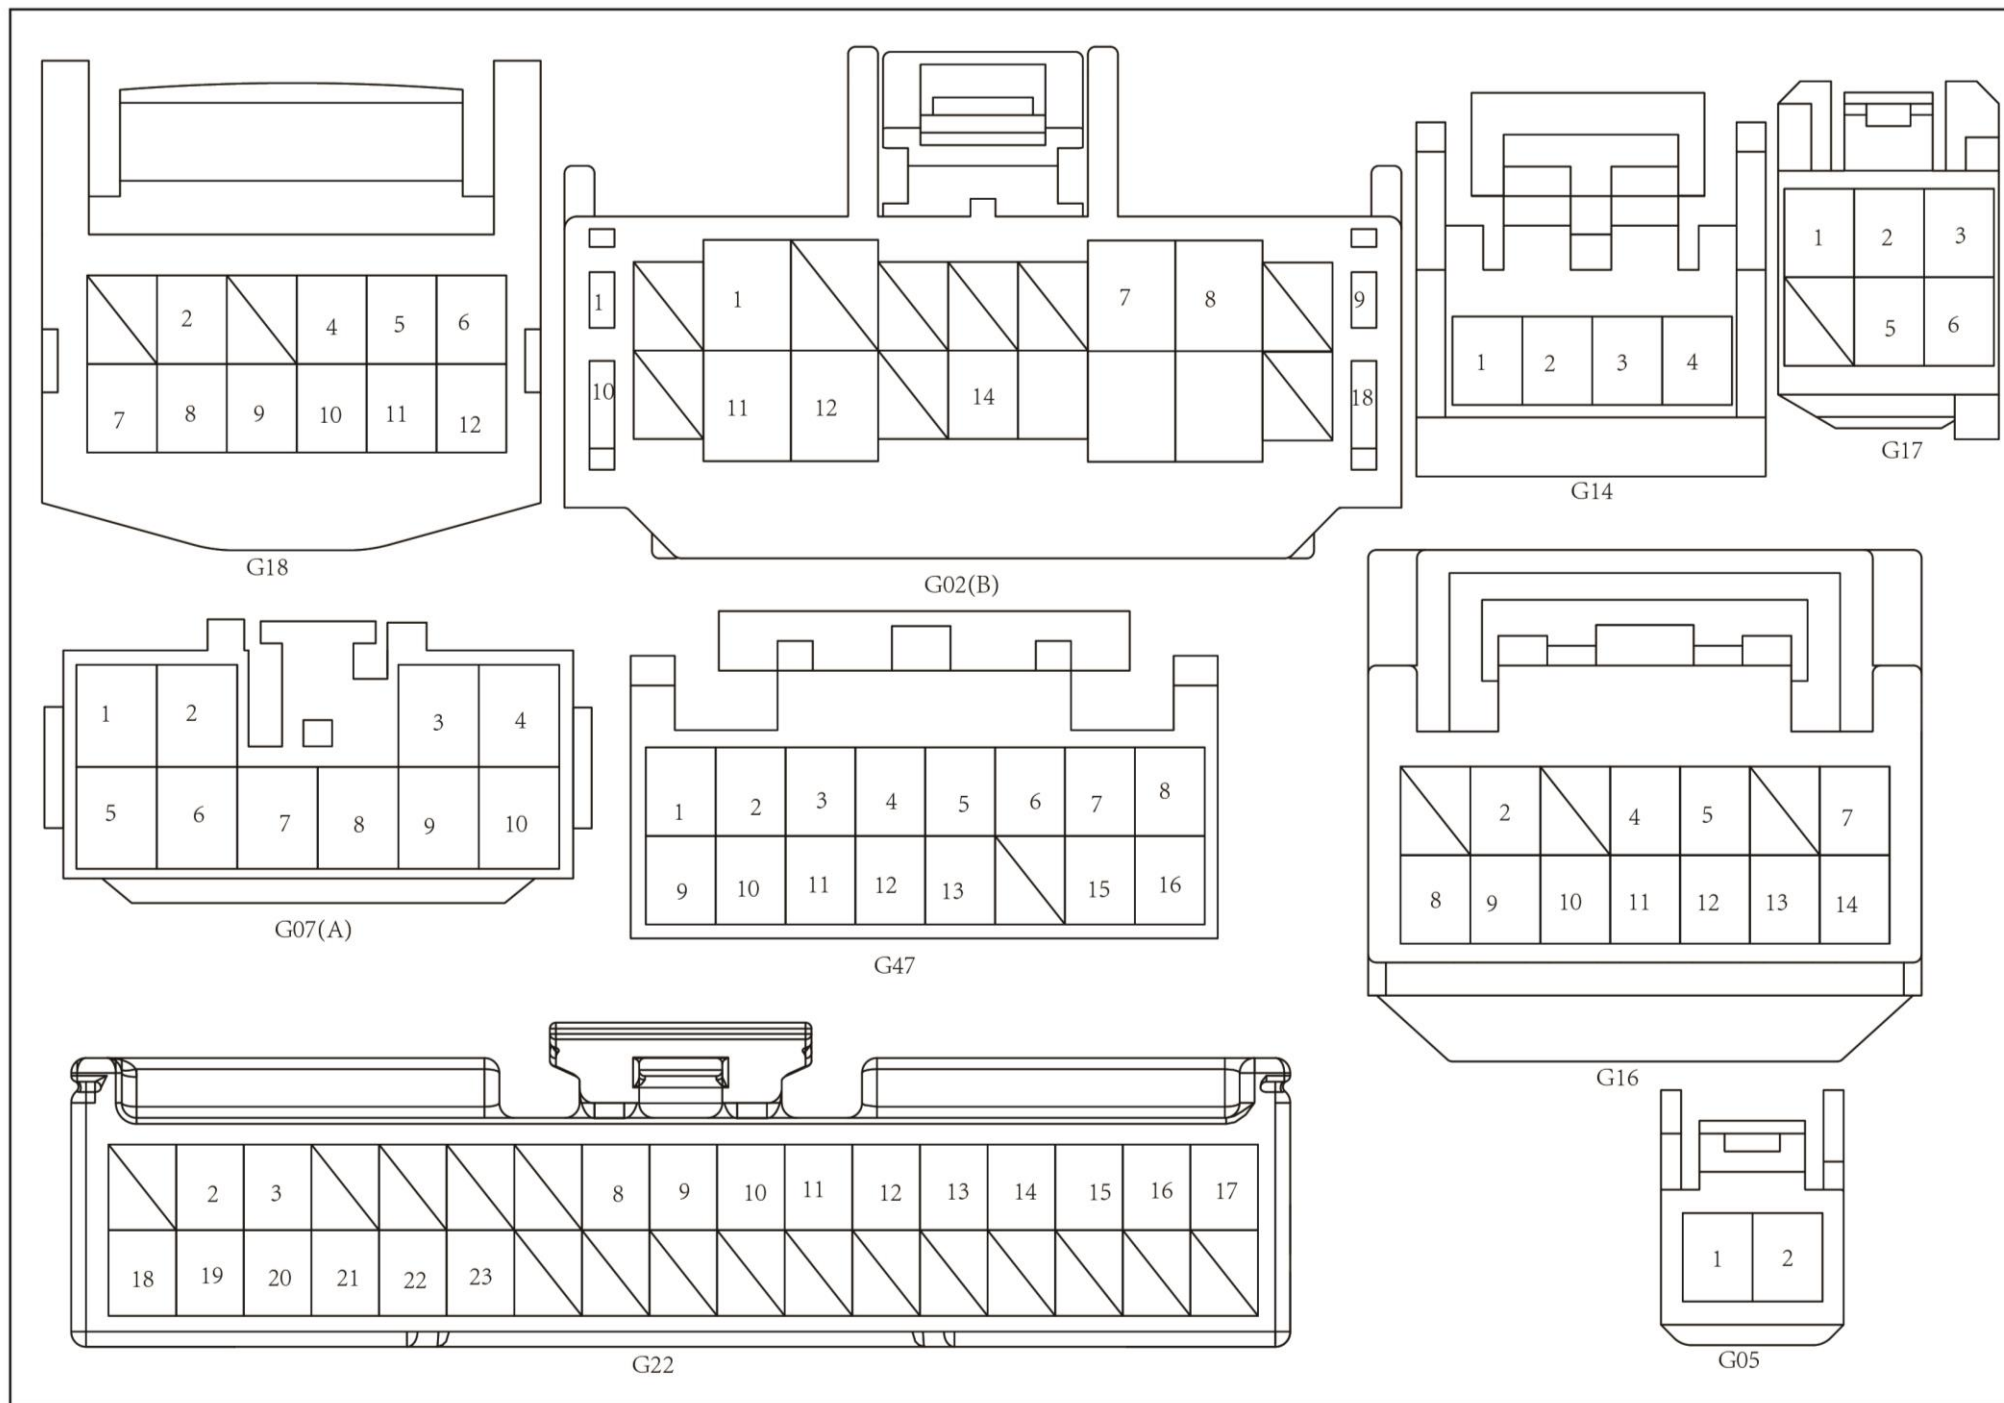 2 4 5 6
7 8 9 10 11 12
G18
1 1 7 8 9
10 11 12 14 18
G02(B)
1 2 3 4
G14
1 2 3
5 6
G17
1 2 3 4
5 6 7 8 9 10
G07(A)
1 2 3 4 5 6 7 8
9 10 11 12 13 15 16
G47
2 4 5 7
8 9 10 11 12 13 14
G16
2 3 8 9 10 11 12 13 14 15 16 17
18 19 20 21 22 23
G22
1 2
G05